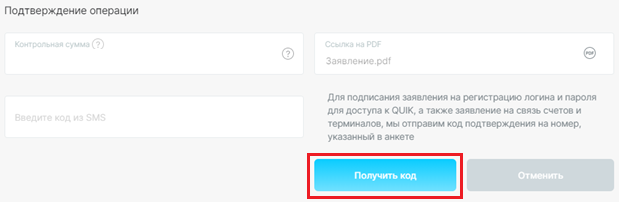 Подтверждение операции
Контрольная сумма ?
?
Ссылка на PDF
Заявление.pdf
PDF
Введите код из SMS
Для подписания заявления на регистрацию логина и пароля
для доступа к QUIK, а также заявление на связь счетов и
терминалов, мы отправим код подтверждения на номер,
указанный в анкете
Получить код
Отменить